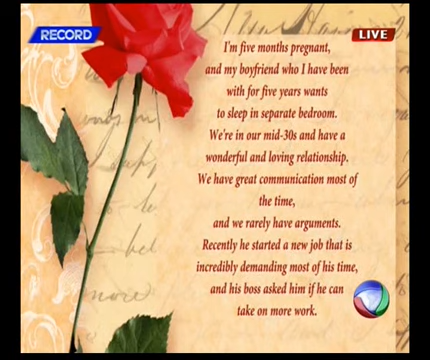 RECORD
LIVE
I'm five months pregnant,
and my boyfriend who I have been
with for five years wants
to sleep in separate bedroom.
We're in our mid-30s and have a
wonderful and loving relationship.
We have great communication most of
the time,
and we rarely have arguments.
Recently he started a new job that is
incredibly demanding most of his time,
and his boss asked him if he can
take on more work.